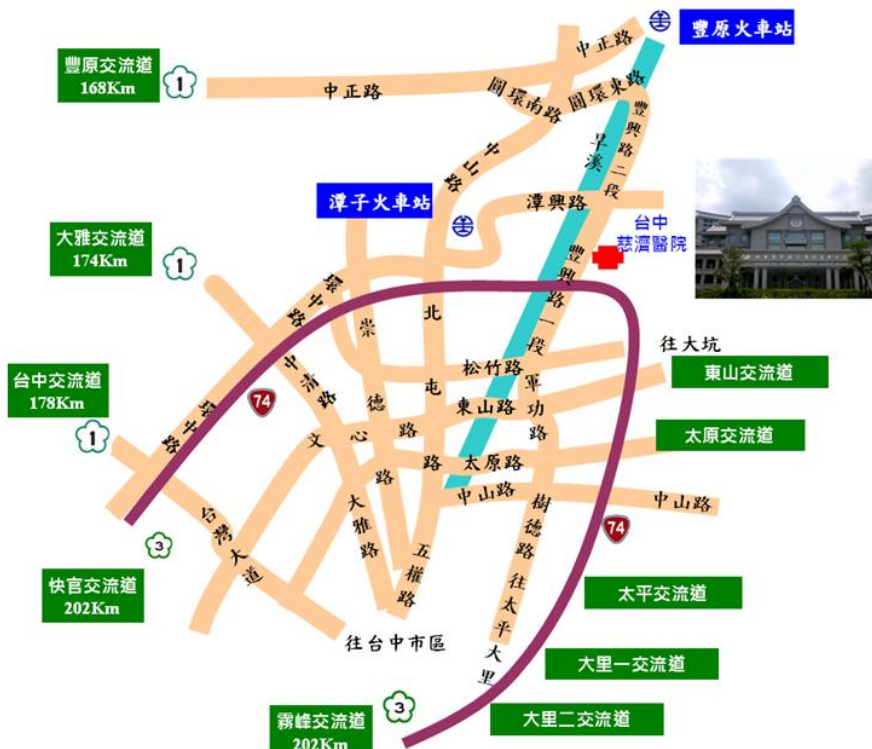 豐原火車站
中正路
豐原交流道
168Km
1
中正路
圓環南路
圓環東路
豐興路二段
旱溪
中山路
潭子火車站
潭興路
台中
慈濟醫院
大雅交流道
174Km
1
環中路
豐興路一段
崇德路
北屯路
松竹路
往大坑
中清路
軍功路
東山路
東山交流道
台中交流道
178Km
1
環中路
74
文心路
太原路
太原交流道
大雅路
中山路
中山路
樹德路往太平大里
74
台灣大道
五權路
3
快官交流道
202Km
往台中市區
太平交流道
大里一交流道
大里二交流道
3
霧峰交流道
202Km